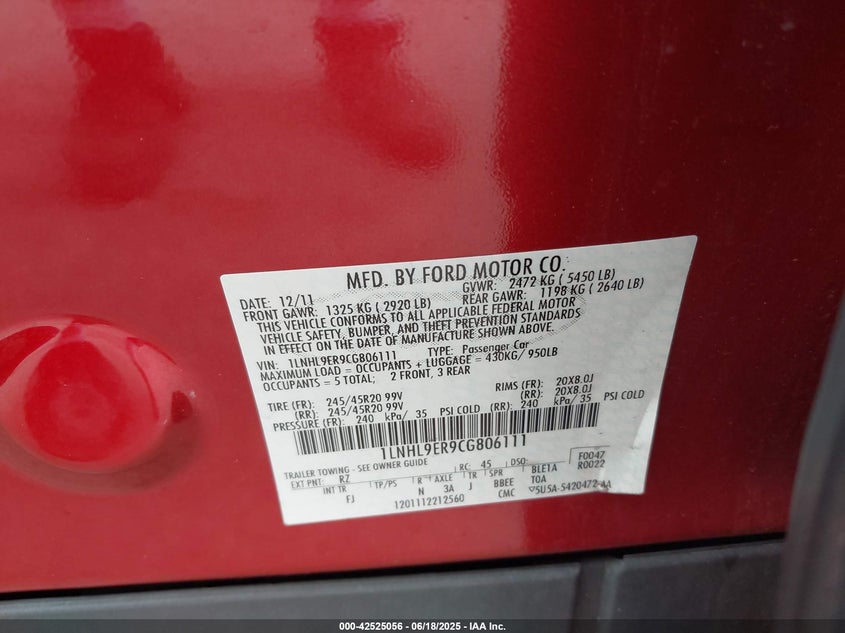 MFD. BY FORD MOTOR CO.
DATE: 12/11 GVWR: 2472 KG ( 5450 LB)
FRONT GAWR: 1325 KG ( 2920 LB) REAR GAWR: 1198 KG ( 2640 LB)
THIS VEHICLE CONFORMS TO ALL APPLICABLE FEDERAL MOTOR
VEHICLE SAFETY, BUMPER, AND THEFT PREVENTION STANDARDS
IN EFFECT ON THE DATE OF MANUFACTURE SHOWN ABOVE.
VIN: 1LNHL9ER9CG806111 TYPE: Passenger Car
MAXIMUM LOAD = OCCUPANTS + LUGGAGE = 430KG/ 950LB
OCCUPANTS = 5 TOTAL; 2 FRONT, 3 REAR
TIRE (FR): 245/45R20 99V RIMS (FR): 20X8.0J
(RR): 245/45R20 99V (RR): 20X8.0J
PRESSURE (FR): 240 kPa/ 35 PSI COLD (RR): 240 kPa/ 35 PSI COLD
1LNHL9ER9CG806111
TRAILER TOWING - SEE OWNER GUIDE
EXT PNT: RZ RC: 45 DSO: F0047
INT TR TP/PS R AXLE TR SPR BLE1A R0022
FJ N 3A J BBEE TOA
1201112212560 CMC ▽5U5A-5420472-AA
000-42525056 - 06/18/2025 - IAA Inc.